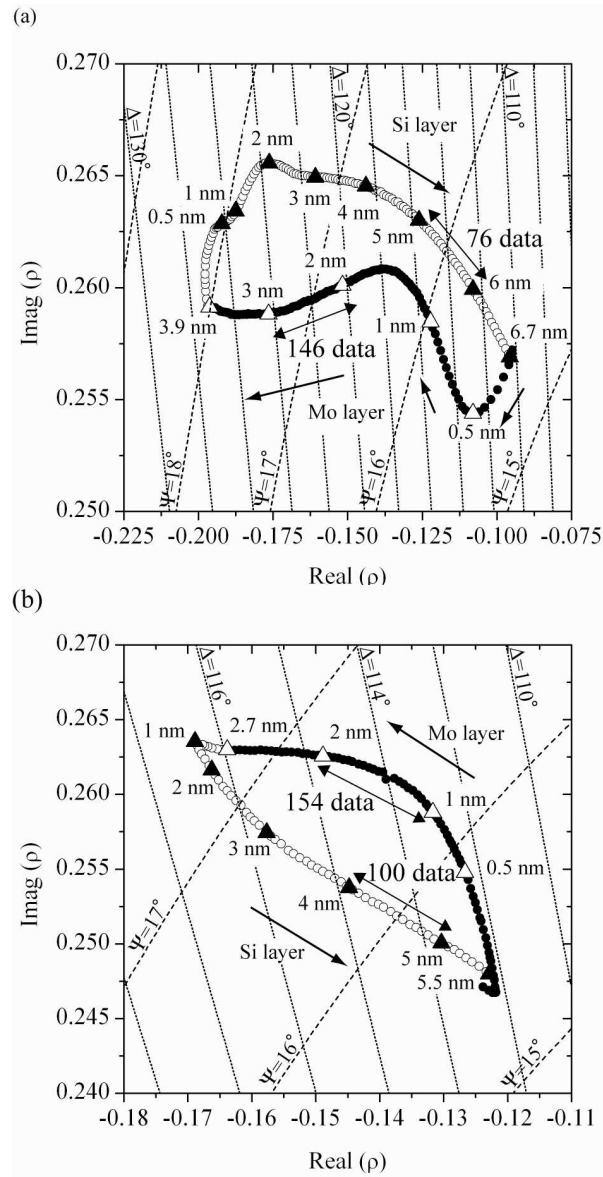 (a)
0.270
0.265
0.260
0.255
0.250
Imag (ρ)
Δ=130°
Δ=120°
Δ=110°
2 nm
Si layer
1 nm
0.5 nm
3 nm
4 nm
5 nm
76 data
6 nm
3.9 nm
3 nm
2 nm
1 nm
6.7 nm
146 data
Mo layer
0.5 nm
Ψ=18°
Ψ=17°
Ψ=16°
Ψ=15°
-0.225 -0.200 -0.175 -0.150 -0.125 -0.100 -0.075
Real (ρ)
(b)
0.270
0.265
0.260
0.255
0.250
0.245
0.240
Imag (ρ)
Δ=116°
Δ=114°
Δ=110°
1 nm
2.7 nm
2 nm
Mo layer
2 nm
154 data
1 nm
3 nm
100 data
0.5 nm
4 nm
Ψ=17°
Si layer
5 nm
5.5 nm
Ψ=16°
Ψ=15°
-0.18 -0.17 -0.16 -0.15 -0.14 -0.13 -0.12 -0.11
Real (ρ)